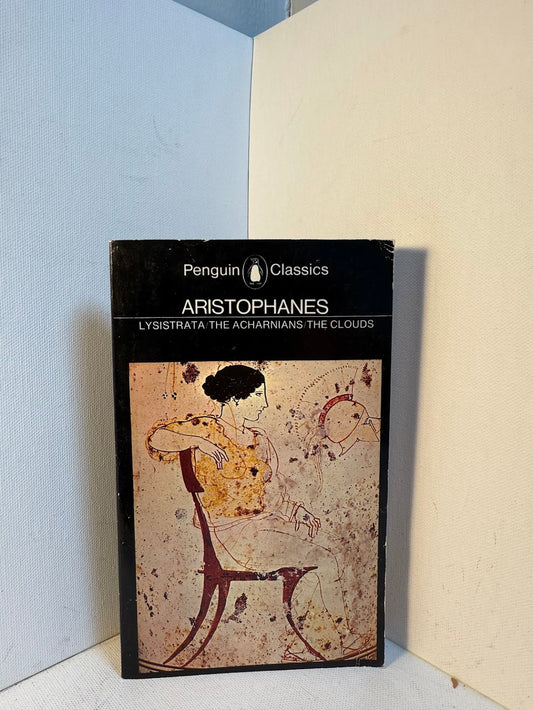 Penguin Classics
ARISTOPHANES
LYSISTRATA/THE ACHARNIANS/THE CLOUDS